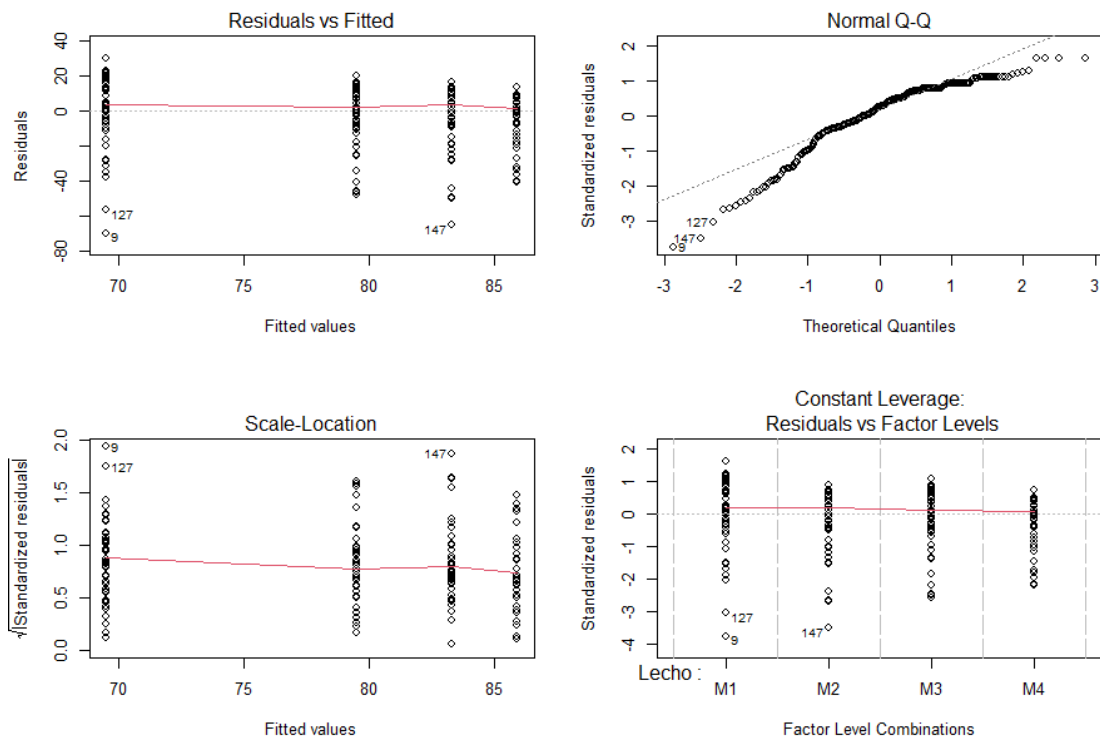 Residuals vs Fitted
Residuals
40
20
0
-40
-80
127
9
147
70
75
80
85
Fitted values
Normal Q-Q
Standardized residuals
2
1
0
-1
-2
-3
127
147
9
-3
-2
-1
0
1
2
3
Theoretical Quantiles
Scale-Location
√|Standardized residuals|
2.0
1.5
1.0
0.5
0.0
9
127
147
70
75
80
85
Fitted values
Constant Leverage:
Residuals vs Factor Levels
Standardized residuals
2
1
0
-1
-2
-3
-4
127
9
147
Lecho :
M1
M2
M3
M4
Factor Level Combinations